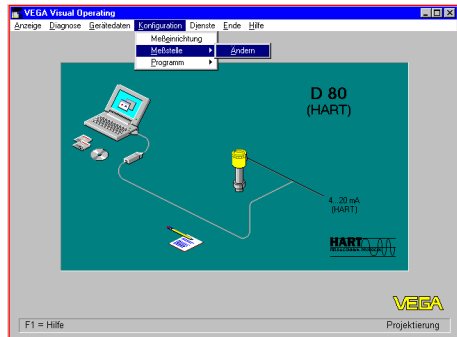 VEGA Visual Operating
Anzeige Diagnose Gerätedaten Konfiguration Dienste Ende Hilfe
Meßeinrichtung
Meßstelle Ändern
Programm
D 80
(HART)
4...20 mA
(HART)
HART
VEGA
F1 = Hilfe Projektierung